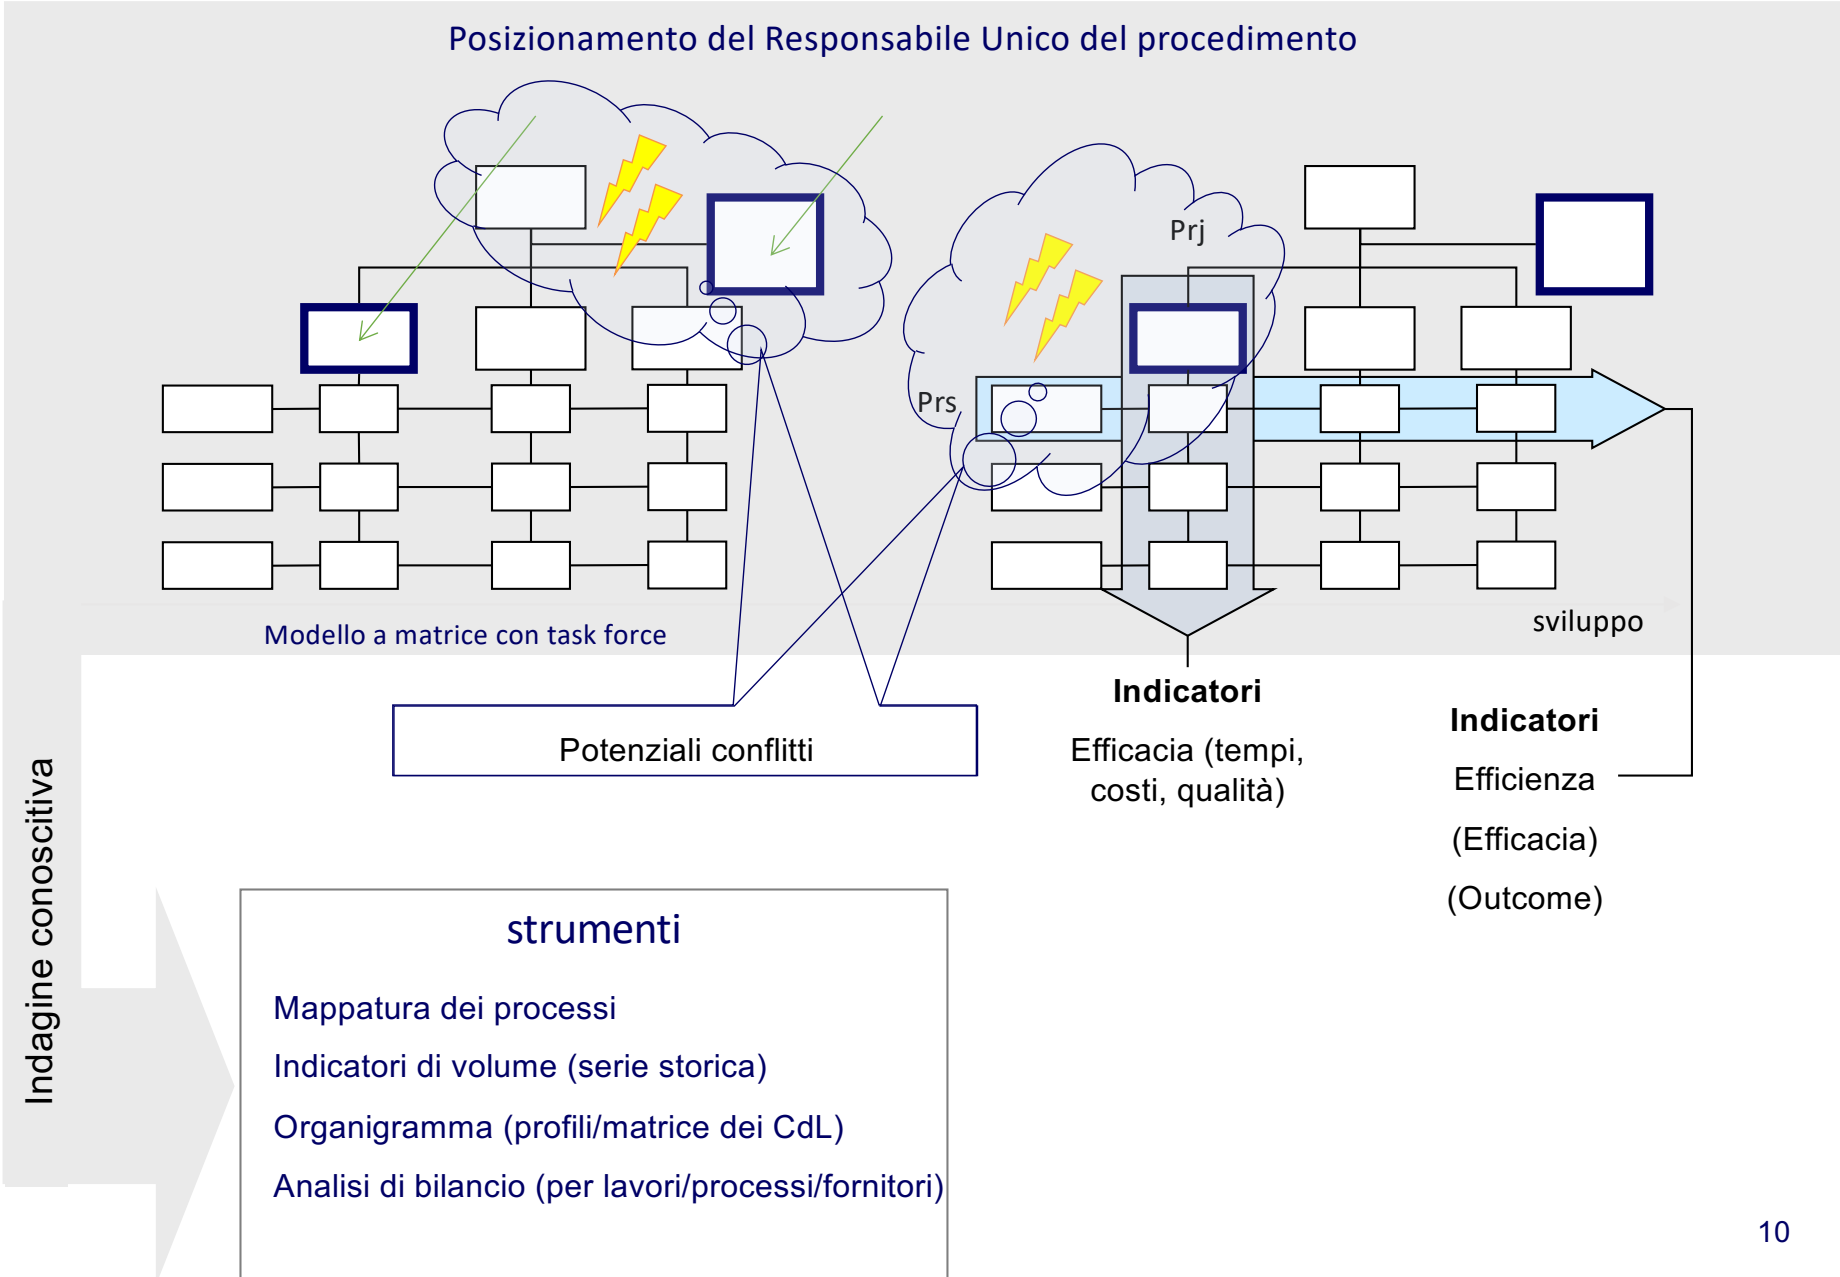 Posizionamento del Responsabile Unico del procedimento
Prj
Prs
Modello a matrice con task force
sviluppo
Potenziali conflitti
Indicatori
Efficacia (tempi,
costi, qualità)
Indicatori
Efficienza
(Efficacia)
(Outcome)
Indagine conoscitiva
strumenti
Mappatura dei processi
Indicatori di volume (serie storica)
Organigramma (profili/matrice dei CdL)
Analisi di bilancio (per lavori/processi/fornitori)
10